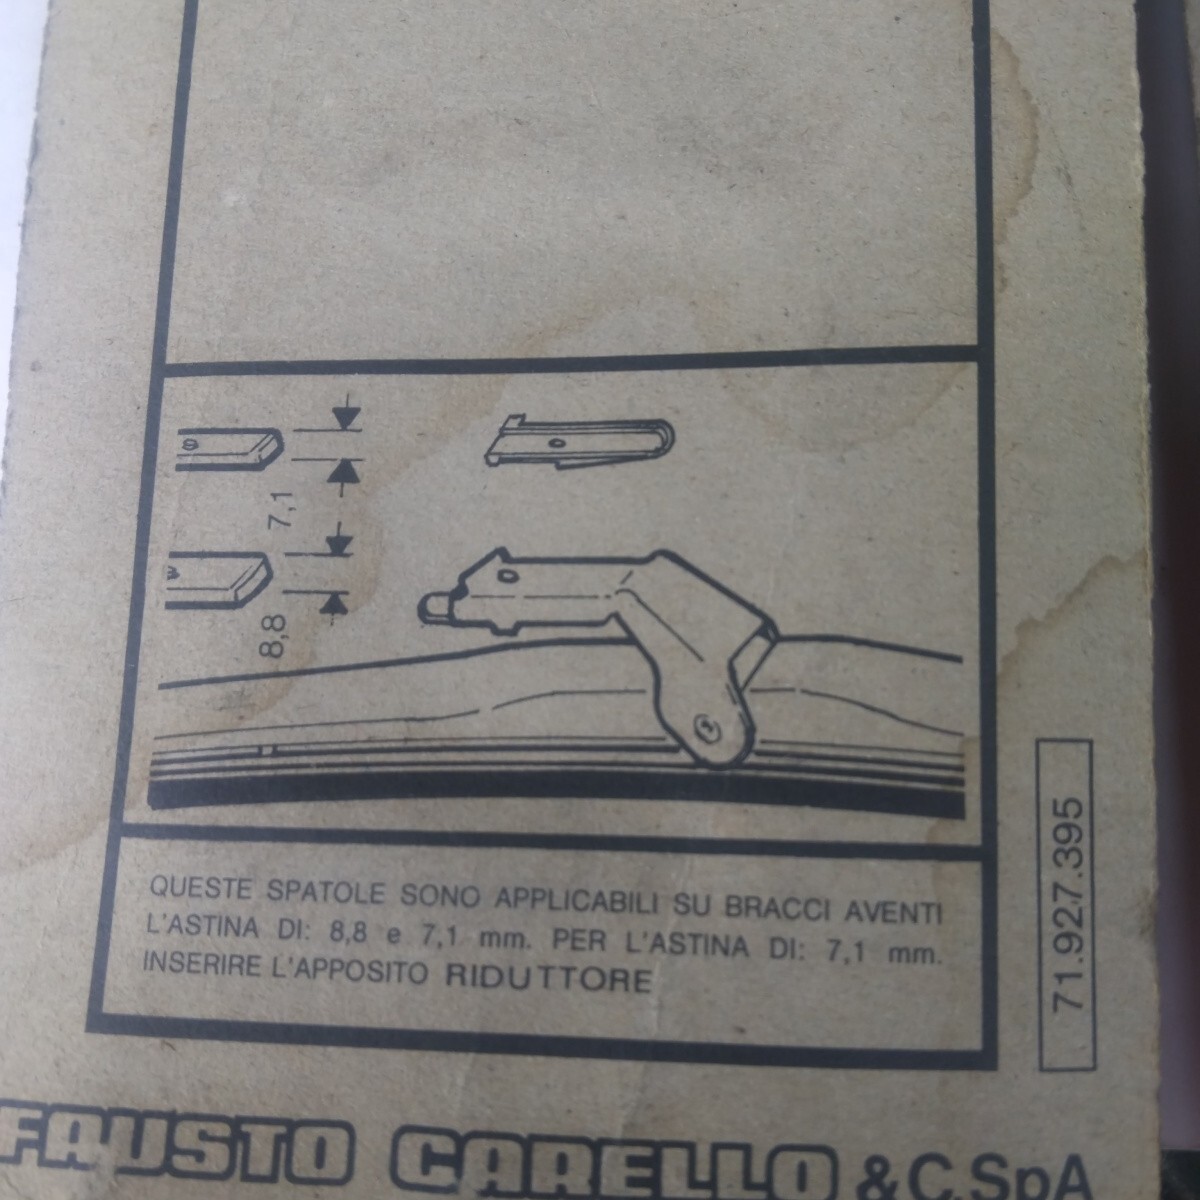 7,1
8,8
QUESTE SPATOLE SONO APPLICABILI SU BRACCI AVENTI
L'ASTINA DI: 8,8 e 7,1 mm. PER L'ASTINA DI: 7,1 mm.
INSERIRE L'APPOSITO RIDUTTORE
71.927.395
FAUSTO CARELLO & C. SpA